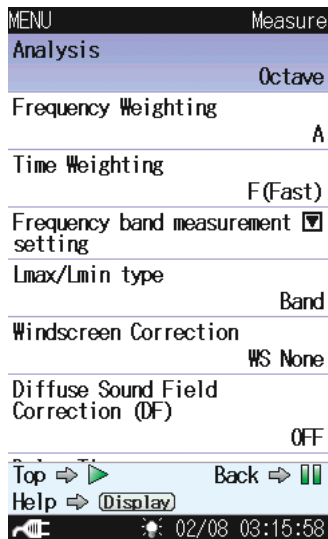 MENU Measure
Analysis
Octave
Frequency Weighting
A
Time Weighting
F(Fast)
Frequency band measurement
setting
Lmax/Lmin type
Band
Windscreen Correction
WS None
Diffuse Sound Field
Correction (DF)
OFF
Top ⇨ ▷ Back ⇨ ▯▯
Help ⇨ (Display)
02/08 03:15:58